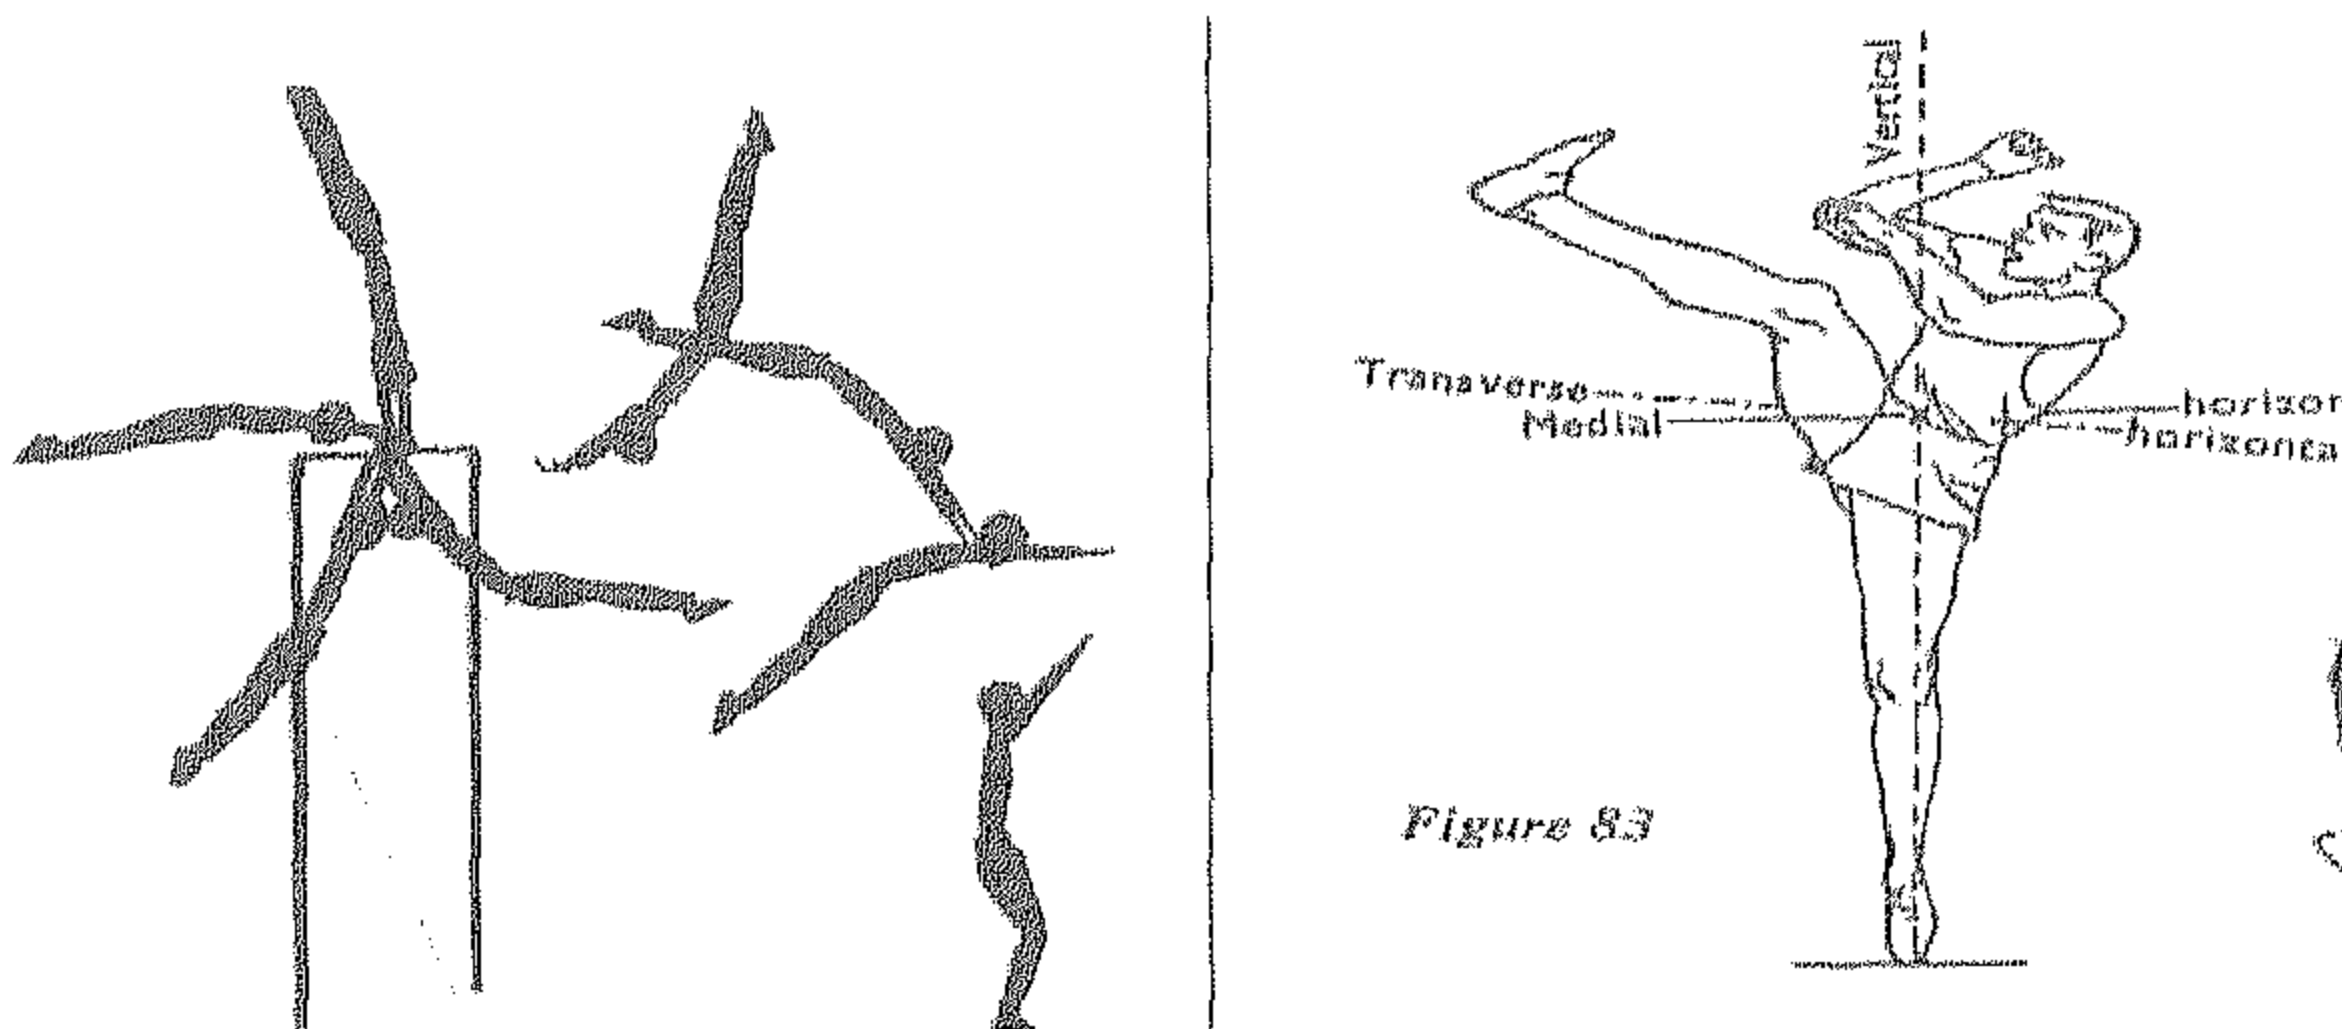 Vertical
Transverse
Medial
horizon
horizonta
Figure 83